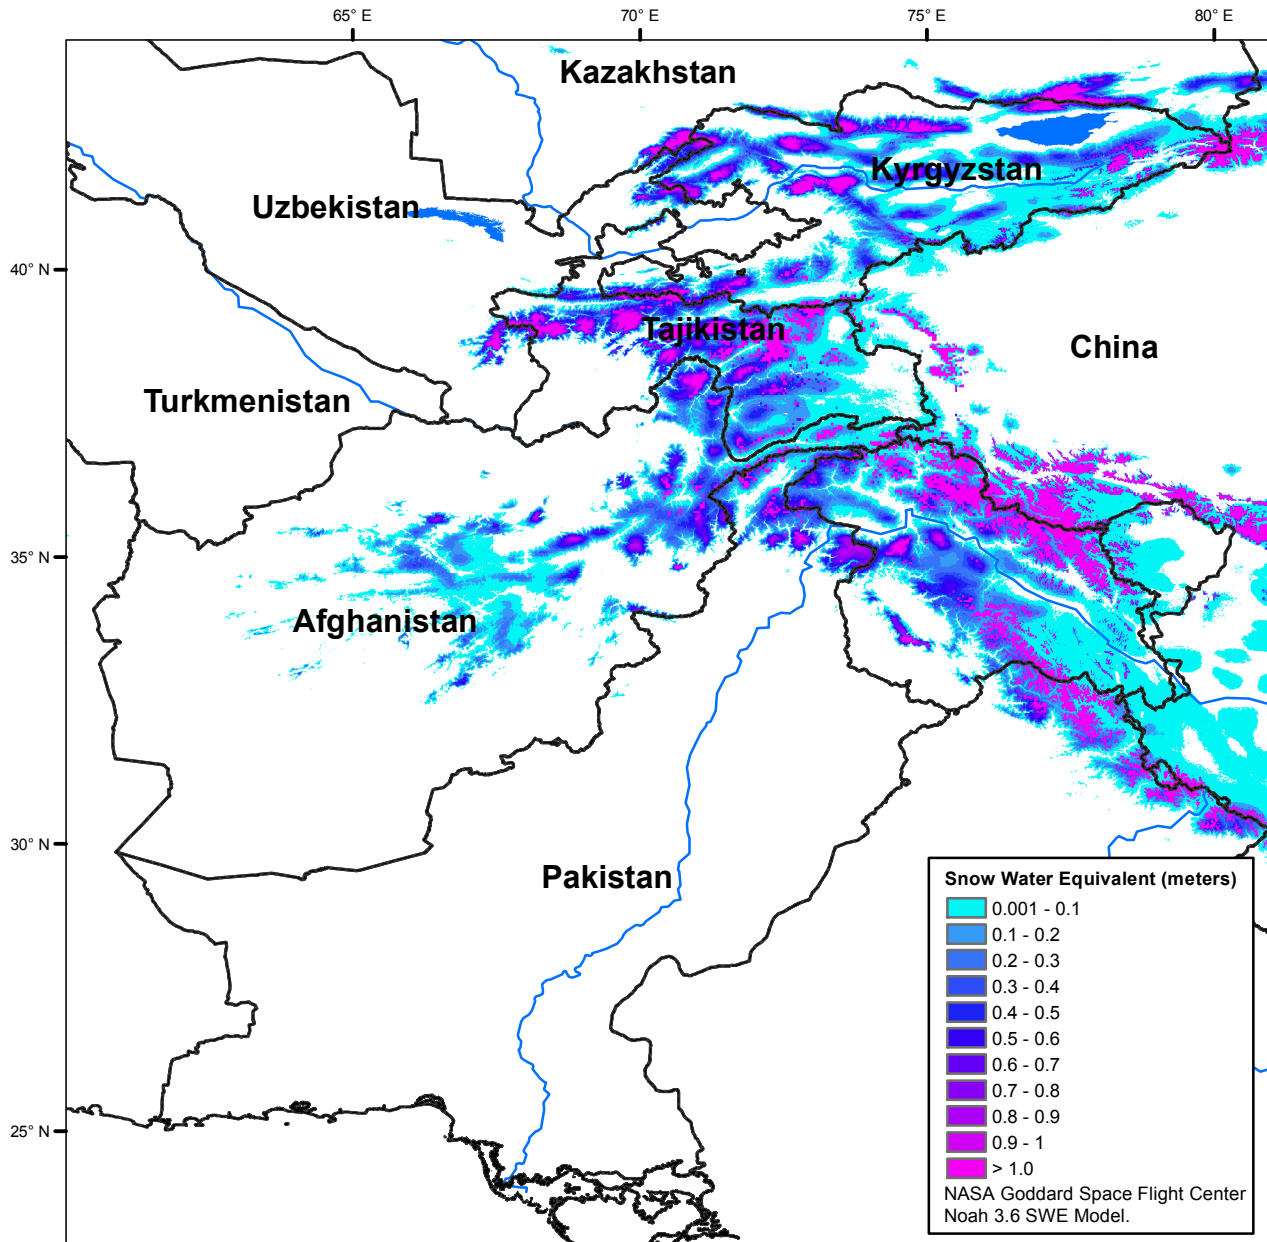 65° E
70° E
75° E
80° E
Kazakhstan
Kyrgyzstan
Uzbekistan
40° N
Tajikistan
China
Turkmenistan
35° N
Afghanistan
30° N
Pakistan
25° N
Snow Water Equivalent (meters)
0.001 - 0.1
0.1 - 0.2
0.2 - 0.3
0.3 - 0.4
0.4 - 0.5
0.5 - 0.6
0.6 - 0.7
0.7 - 0.8
0.8 - 0.9
0.9 - 1
> 1.0
NASA Goddard Space Flight Center
Noah 3.6 SWE Model.